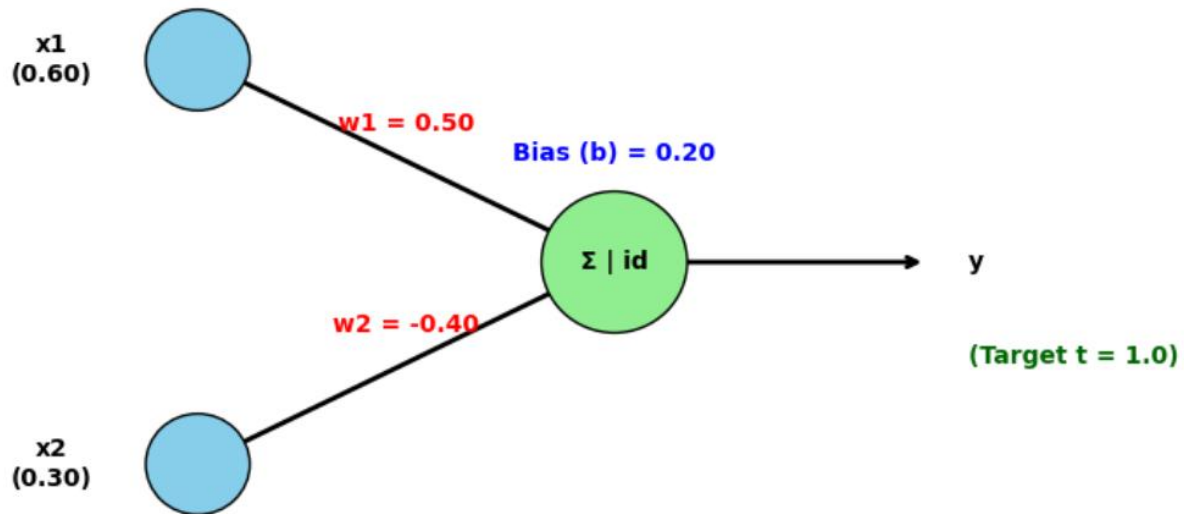 x1
(0.60)
w1 = 0.50
Bias (b) = 0.20
Σ | id
y
w2 = -0.40
(Target t = 1.0)
x2
(0.30)